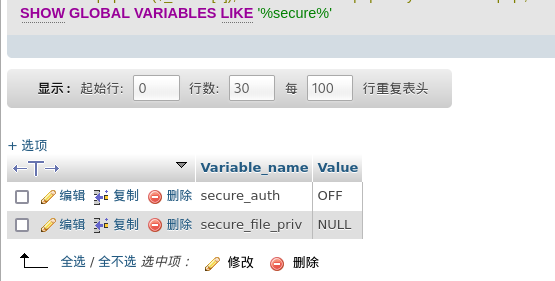 SHOW GLOBAL VARIABLES LIKE '%secure%'
显示： 起始行: 0 行数: 30 每 100 行重复表头
+ 选项
←T→ Variable_name Value
编辑 复制 删除 secure_auth OFF
编辑 复制 删除 secure_file_priv NULL
全选 / 全不选 选中项： 修改 删除